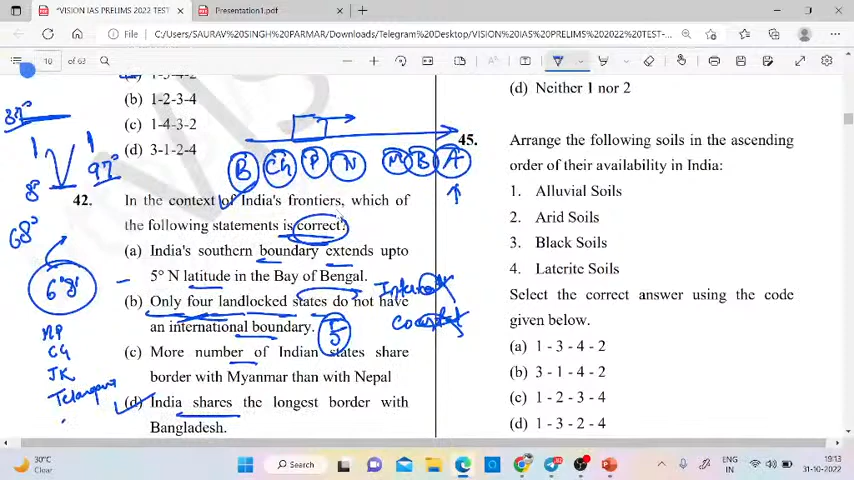 *VISION IAS PRELIMS 2022 TEST-
Presentation1.pdf
File
C:/Users/SAURAV%20SINGH%20PARMAR/Downloads/Telegram%20Desktop/VISION%20IAS%20PRELIMS%202022%20TEST-...
10
of 63
1-3-4-2
(b) 1-2-3-4
(c) 1-4-3-2
(d) 3-1-2-4
37°
97°
8°
68°
6°8'
B Ch P N M B A
42. In the context of India's frontiers, which of
the following statements is correct?
(a) India's southern boundary extends upto
5° N latitude in the Bay of Bengal.
(b) Only four landlocked states do not have
an international boundary.
(c) More number of Indian states share
border with Myanmar than with Nepal
(d) India shares the longest border with
Bangladesh.
5
MP
CG
JK
Telangana
(d) Neither 1 nor 2
45. Arrange the following soils in the ascending
order of their availability in India:
1. Alluvial Soils
2. Arid Soils
3. Black Soils
4. Laterite Soils
Select the correct answer using the code
given below.
(a) 1 - 3 - 4 - 2
(b) 3 - 1 - 4 - 2
(c) 1 - 2 - 3 - 4
(d) 1 - 3 - 2 - 4
30°C
Clear
Search
ENG
IN
19:13
31-10-2022